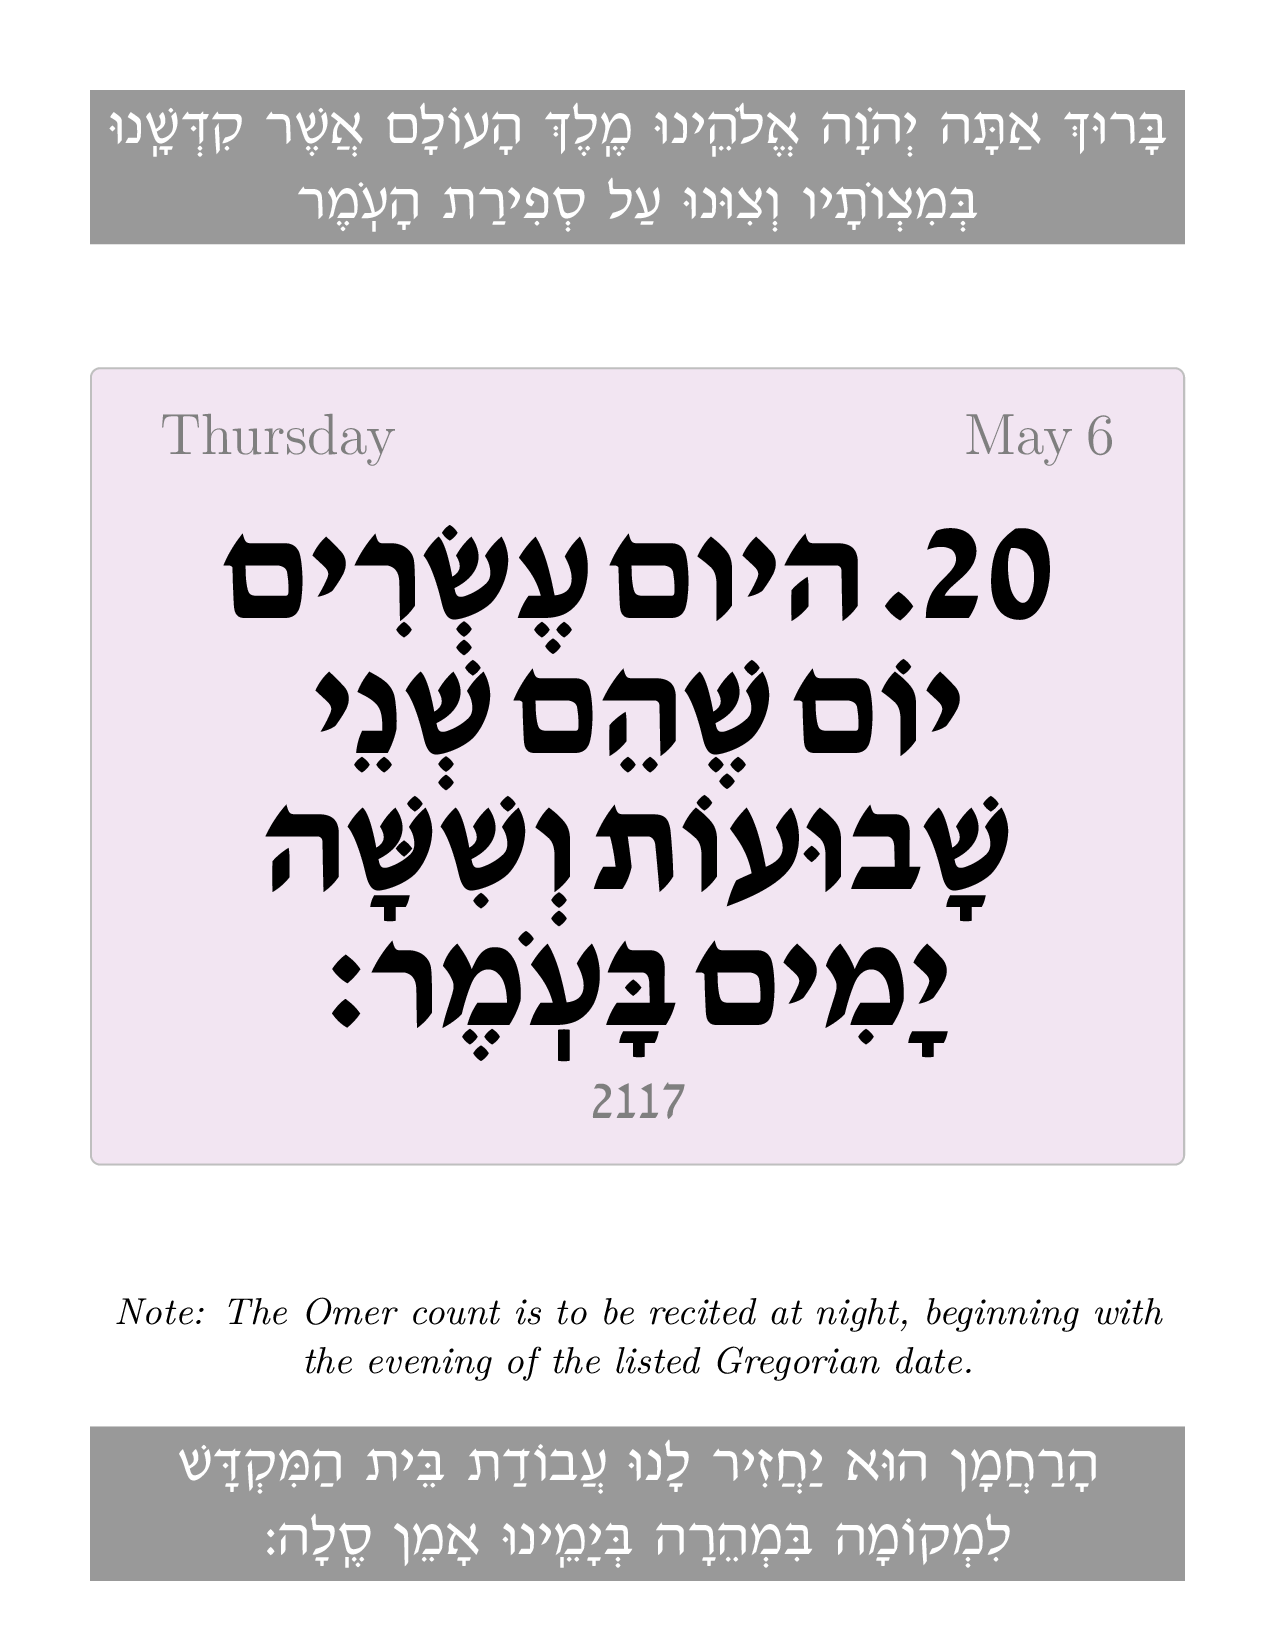 בָּרוּךְ אַתָּה יְהֹוָה אֱלֹהֵֽינוּ מֶֽלֶךְ הָעוֹלָם אֲשֶׁר קִדְּשָֽׁנוּ
בְּמִצְוֹתָיו וְצִוּנוּ עַל סְפִירַת הָעֹֽמֶר
Thursday May 6
20. היום עֶשְׂרִים
יוֹם שֶׁהֵם שְׁנֵי
שָׁבוּעוֹת וְשִׁשָּׁה
יָמִים בָּעֹֽמֶר:
2117
Note: The Omer count is to be recited at night, beginning with
the evening of the listed Gregorian date.
הָרַחֲמָן הוּא יַחֲזִיר לָנוּ עֲבוֹדַת בֵּית הַמִּקְדָּשׁ
לִמְקוֹמָה בִּמְהֵרָה בְּיָמֵֽינוּ אָמֵן סֶֽלָה: